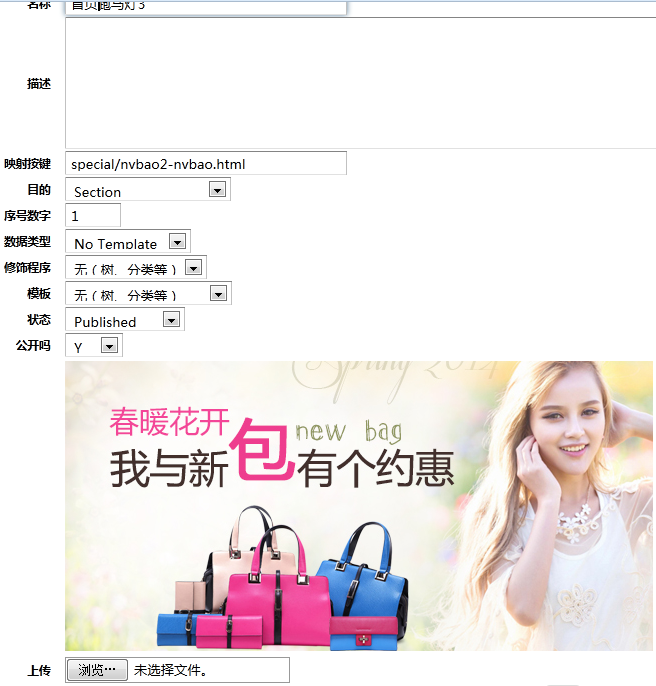 名称 首页跑马灯3
描述
映射按键 special/nvbao2-nvbao.html
目的 Section
序号数字 1
数据类型 No Template
修饰程序 无（树、分类等）
模板 无（树、分类等）
状态 Published
公开吗 Y
Spring 2014
春暖花开
new bag
我与新包有个约惠
上传 浏览… 未选择文件。